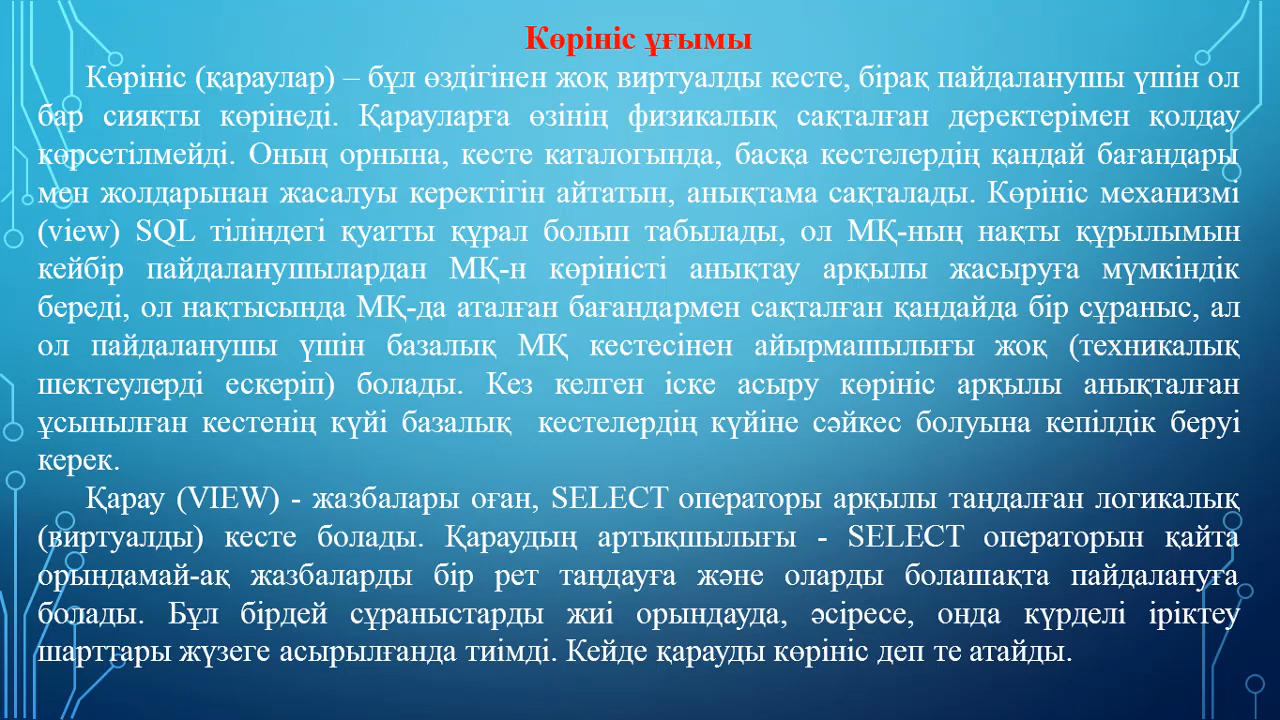 Көрініс ұғымы
Көрініс (қараулар) – бұл өздігінен жоқ виртуалды кесте, бірақ пайдаланушы үшін ол
бар сияқты көрінеді. Қарауларға өзінің физикалық сақталған деректерімен қолдау
көрсетілмейді. Оның орнына, кесте каталогында, басқа кестелердің қандай бағандары
мен жолдарынан жасалуы керектігін айтатын, анықтама сақталады. Көрініс механизмі
(view) SQL тіліндегі қуатты құрал болып табылады, ол МҚ-ның нақты құрылымын
кейбір пайдаланушылардан МҚ-н көріністі анықтау арқылы жасыруға мүмкіндік
береді, ол нақтысында МҚ-да аталған бағандармен сақталған қандайда бір сұраныс, ал
ол пайдаланушы үшін базалық МҚ кестесінен айырмашылығы жоқ (техникалық
шектеулерді ескеріп) болады. Кез келген іске асыру көрініс арқылы анықталған
ұсынылған кестенің күйі базалық кестелердің күйіне сәйкес болуына кепілдік беруі
керек.
Қарау (VIEW) - жазбалары оған, SELECT операторы арқылы таңдалған логикалық
(виртуалды) кесте болады. Қараудың артықшылығы - SELECT операторын қайта
орындамай-ақ жазбаларды бір рет таңдауға және оларды болашақта пайдалануға
болады. Бұл бірдей сұраныстарды жиі орындауда, әсіресе, онда күрделі іріктеу
шарттары жүзеге асырылғанда тиімді. Кейде қарауды көрініс деп те атайды.